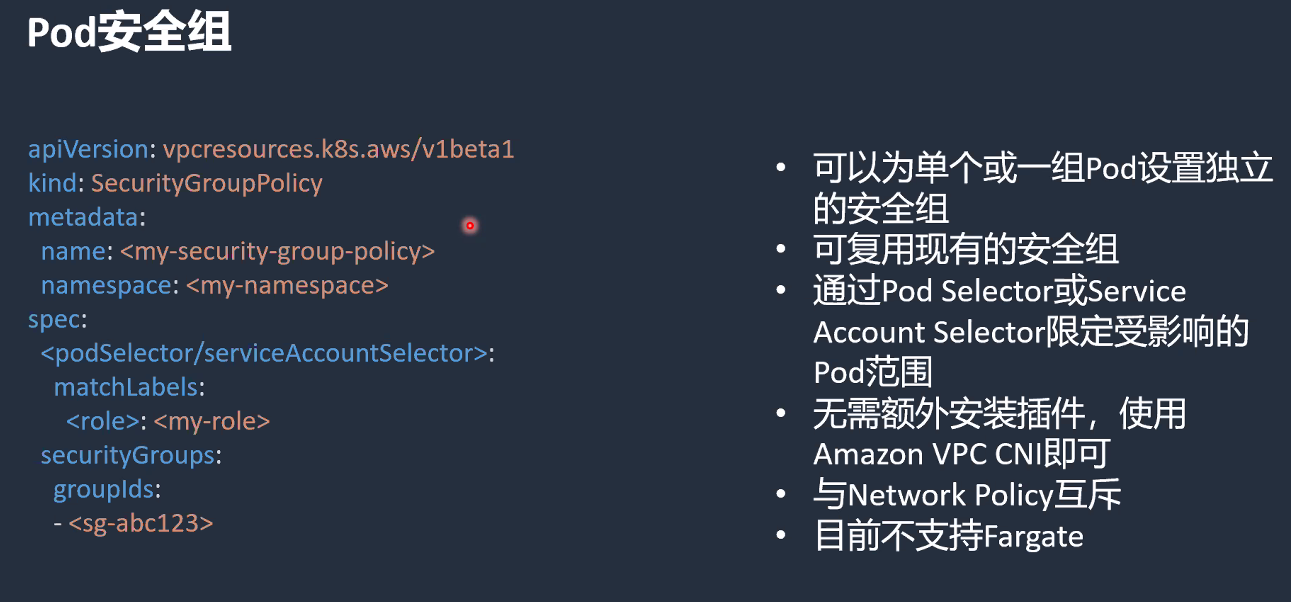 Pod安全组
apiVersion: vpcresources.k8s.aws/v1beta1
kind: SecurityGroupPolicy
metadata:
  name: <my-security-group-policy>
  namespace: <my-namespace>
spec:
  <podSelector/serviceAccountSelector>:
    matchLabels:
      <role>: <my-role>
  securityGroups:
    groupIds:
    - <sg-abc123>
• 可以为单个或一组Pod设置独立
的安全组
• 可复用现有的安全组
• 通过Pod Selector或Service
Account Selector限定受影响的
Pod范围
• 无需额外安装插件，使用
Amazon VPC CNI即可
• 与Network Policy互斥
• 目前不支持Fargate